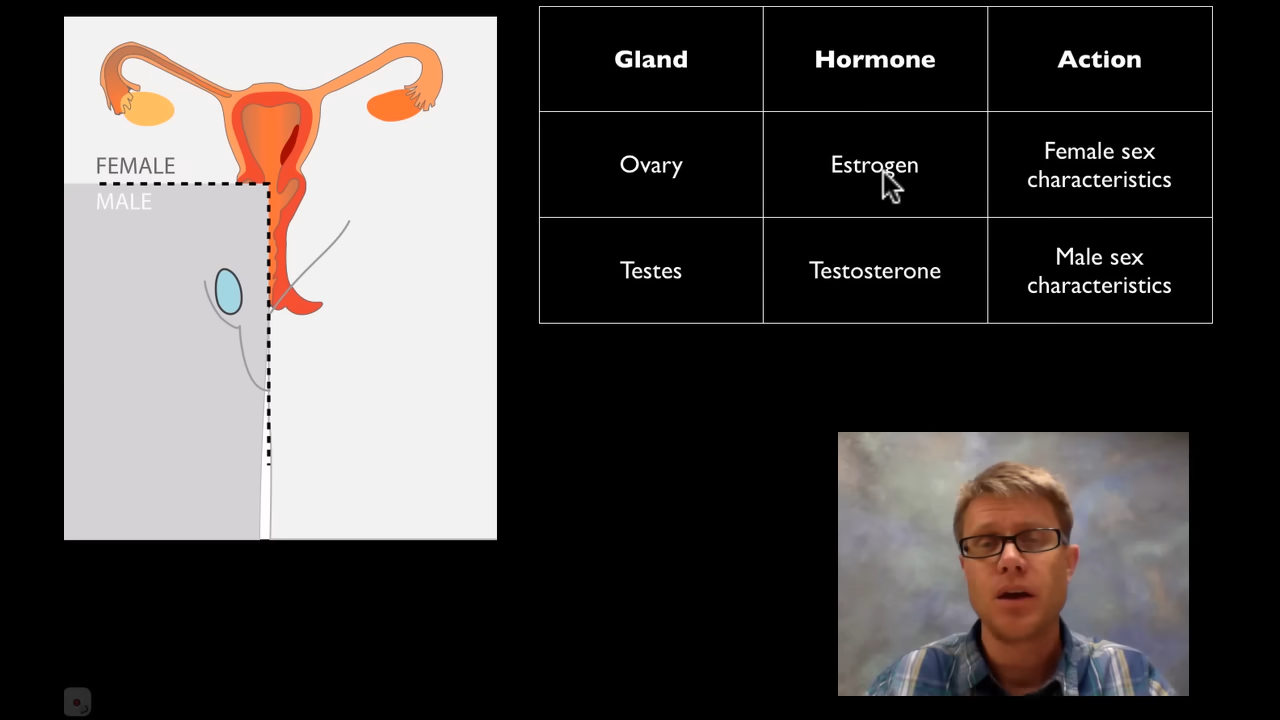 FEMALE
MALE
Gland
Hormone
Action
Ovary
Estrogen
Female sex
characteristics
Testes
Testosterone
Male sex
characteristics